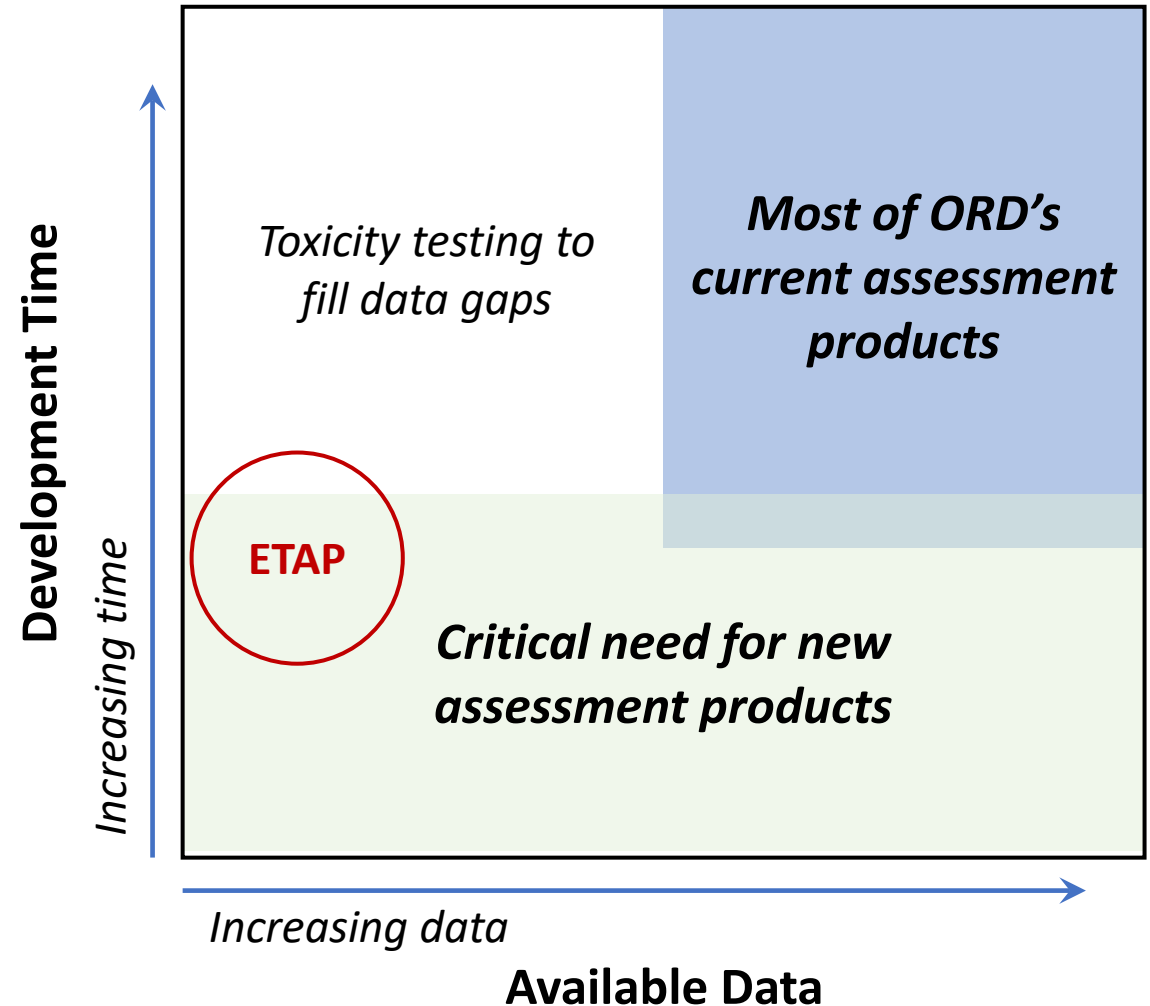 Development Time
Increasing time
Toxicity testing to
fill data gaps
Most of ORD’s
current assessment
products
ETAP
Critical need for new
assessment products
Increasing data
Available Data